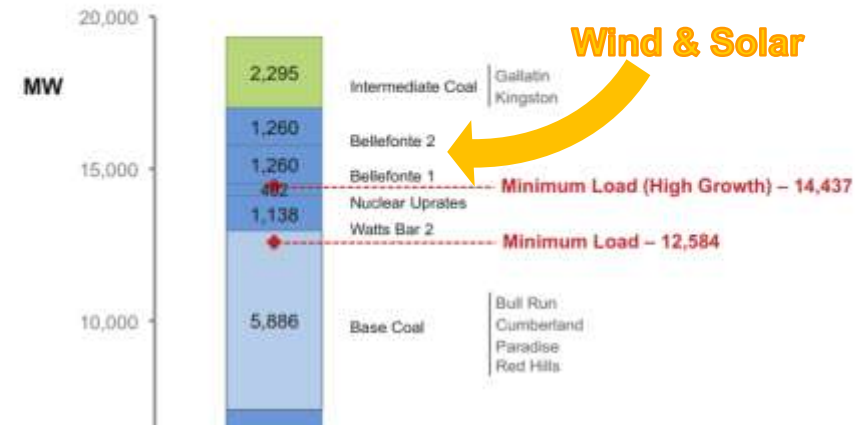 20,000
Wind & Solar
MW
2,295
Intermediate Coal
Gallatin
Kingston
1,260
Bellefonte 2
15,000
1,260
Bellefonte 1
Minimum Load (High Growth) – 14,437
Nuclear Uprates
1,138
Watts Bar 2
Minimum Load – 12,584
10,000
5,886
Base Coal
Bull Run
Cumberland
Paradise
Red Hills